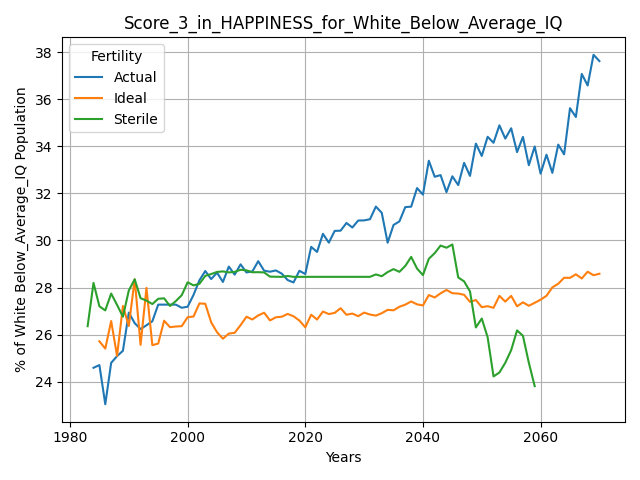 Score_3_in_HAPPINESS_for_White_Below_Average_IQ
Fertility
Actual
Ideal
Sterile
% of White Below_Average_IQ Population
38
36
34
32
30
28
26
24
1980
2000
2020
2040
2060
Years